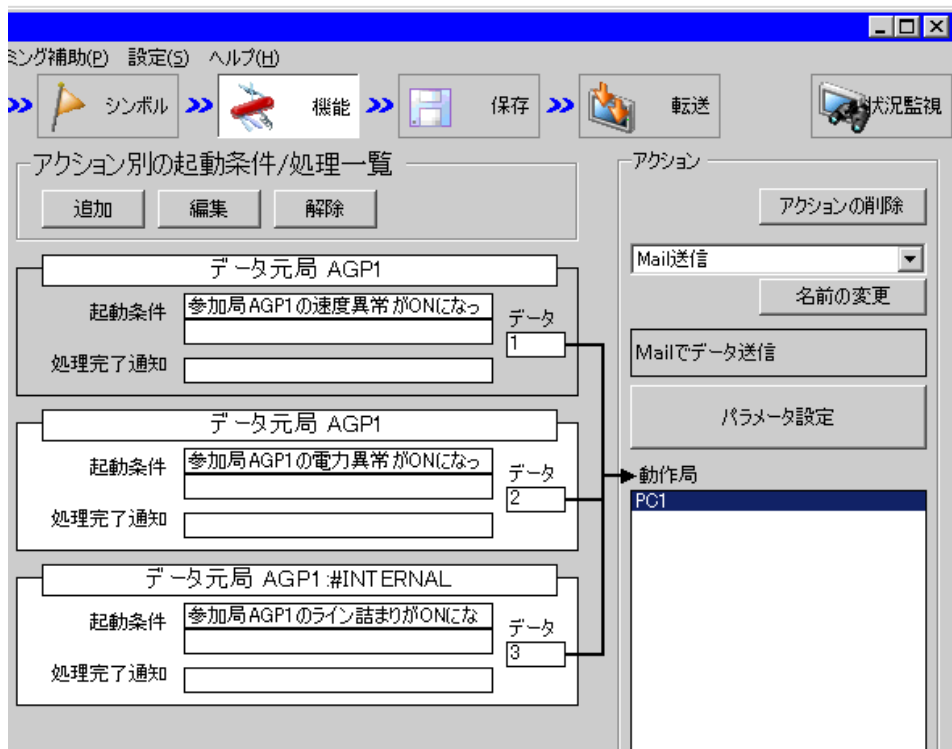 ミング補助(P) 設定(S) ヘルプ(H)
シンボル 機能 保存 転送 状況監視
アクション別の起動条件/処理一覧
追加 編集 解除
データ元局 AGP1
起動条件 参加局AGP1の速度異常がONになっ
データ
1
処理完了通知
データ元局 AGP1
起動条件 参加局AGP1の電力異常がONになっ
データ
2
処理完了通知
データ元局 AGP1:#INTERNAL
起動条件 参加局AGP1のライン詰まりがONにな
データ
3
処理完了通知
アクション
アクションの削除
Mail送信
名前の変更
Mailでデータ送信
パラメータ設定
動作局
PC1